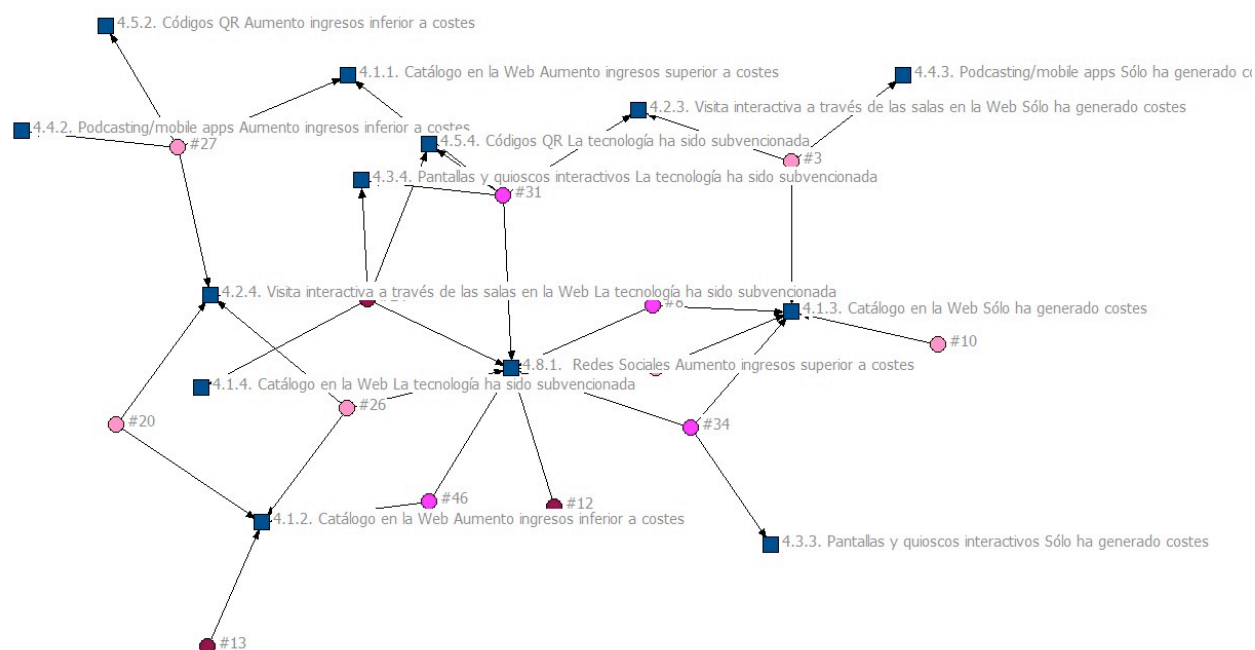 4.5.2. Códigos QR Aumento ingresos inferior a costes
4.1.1. Catálogo en la Web Aumento ingresos superior a costes
4.4.3. Podcasting/mobile apps Sólo ha generado co
4.2.3. Visita interactiva a través de las salas en la Web Sólo ha generado costes
4.4.2. Podcasting/mobile apps Aumento ingresos inferior a costes
#27
4.5.4. Códigos QR La tecnología ha sido subvencionada
#3
4.3.4. Pantallas y quioscos interactivos La tecnología ha sido subvencionada
#31
4.2.4. Visita interactiva a través de las salas en la Web La tecnología ha sido subvencionada
4.1.3. Catálogo en la Web Sólo ha generado costes
#10
4.8.1. Redes Sociales Aumento ingresos superior a costes
4.1.4. Catálogo en la Web La tecnología ha sido subvencionada
#26
#20
#34
#46
#12
4.1.2. Catálogo en la Web Aumento ingresos inferior a costes
4.3.3. Pantallas y quioscos interactivos Sólo ha generado costes
#13